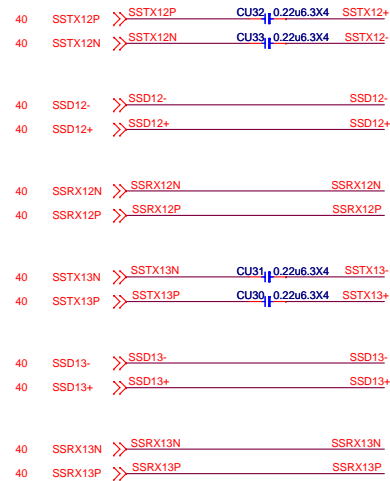 40 SSTX12P SSTX12P CU32 0.22u6.3X4 SSTX12+
40 SSTX12N SSTX12N CU33 0.22u6.3X4 SSTX12-
40 SSD12- SSD12- SSD12-
40 SSD12+ SSD12+ SSD12+
40 SSRX12N SSRX12N SSRX12N
40 SSRX12P SSRX12P SSRX12P
40 SSTX13N SSTX13N CU31 0.22u6.3X4 SSTX13-
40 SSTX13P SSTX13P CU30 0.22u6.3X4 SSTX13+
40 SSD13- SSD13- SSD13-
40 SSD13+ SSD13+ SSD13+
40 SSRX13N SSRX13N SSRX13N
40 SSRX13P SSRX13P SSRX13P